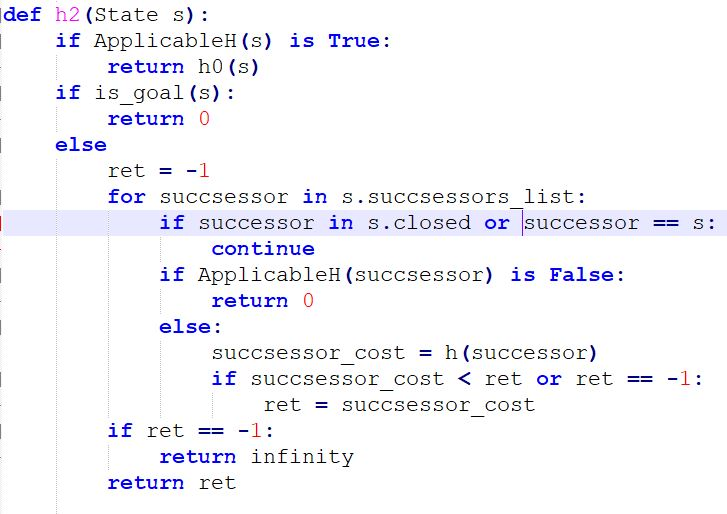 def h2(State s):
    if ApplicableH(s) is True:
        return h0(s)
    if is_goal(s):
        return 0
    else
        ret = -1
        for succsessor in s.succsessors_list:
            if successor in s.closed or successor == s:
                continue
            if ApplicableH(succsessor) is False:
                return 0
            else:
                succsessor_cost = h(successor)
                if succsessor_cost < ret or ret == -1:
                    ret = succsessor_cost
        if ret == -1:
            return infinity
        return ret